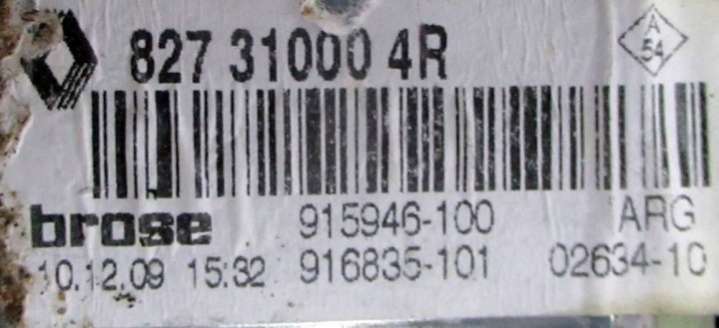 827 31000 4R
A
54
brose 915946-100 ARG
10.12.09 15:32 916835-101 02634-10